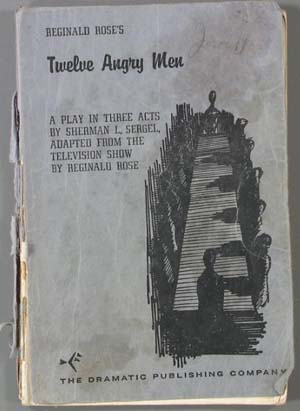 REGINALD ROSE'S
Twelve Angry Men
A PLAY IN THREE ACTS
BY SHERMAN L. SERGEL,
ADAPTED FROM THE
TELEVISION SHOW
BY REGINALD ROSE
THE DRAMATIC PUBLISHING COMPANY